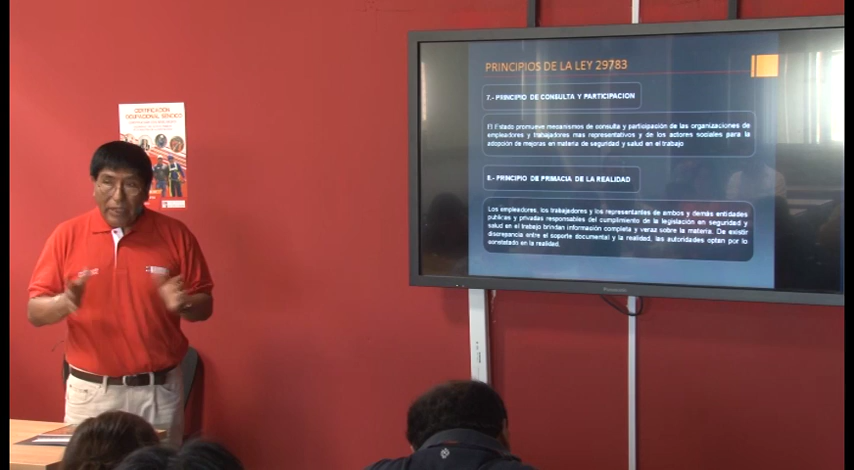 CERTIFICACIÓN
OCUPACIONAL SENCICO
PRINCIPIOS DE LA LEY 29783
7.- PRINCIPIO DE CONSULTA Y PARTICIPACION
El Estado promueve mecanismos de consulta y participación de las organizaciones de
empleadores y trabajadores mas representativos y de los actores sociales para la
adopción de mejoras en materia de seguridad y salud en el trabajo
8.- PRINCIPIO DE PRIMACIA DE LA REALIDAD
Los empleadores, los trabajadores y los representantes de ambos y demás entidades
publicas y privadas responsables del cumplimiento de la legislación en seguridad y
salud en el trabajo brindan información completa y veraz sobre la materia. De existir
discrepancia entre el soporte documental y la realidad, las autoridades optan por lo
constatado en la realidad.
Panasonic